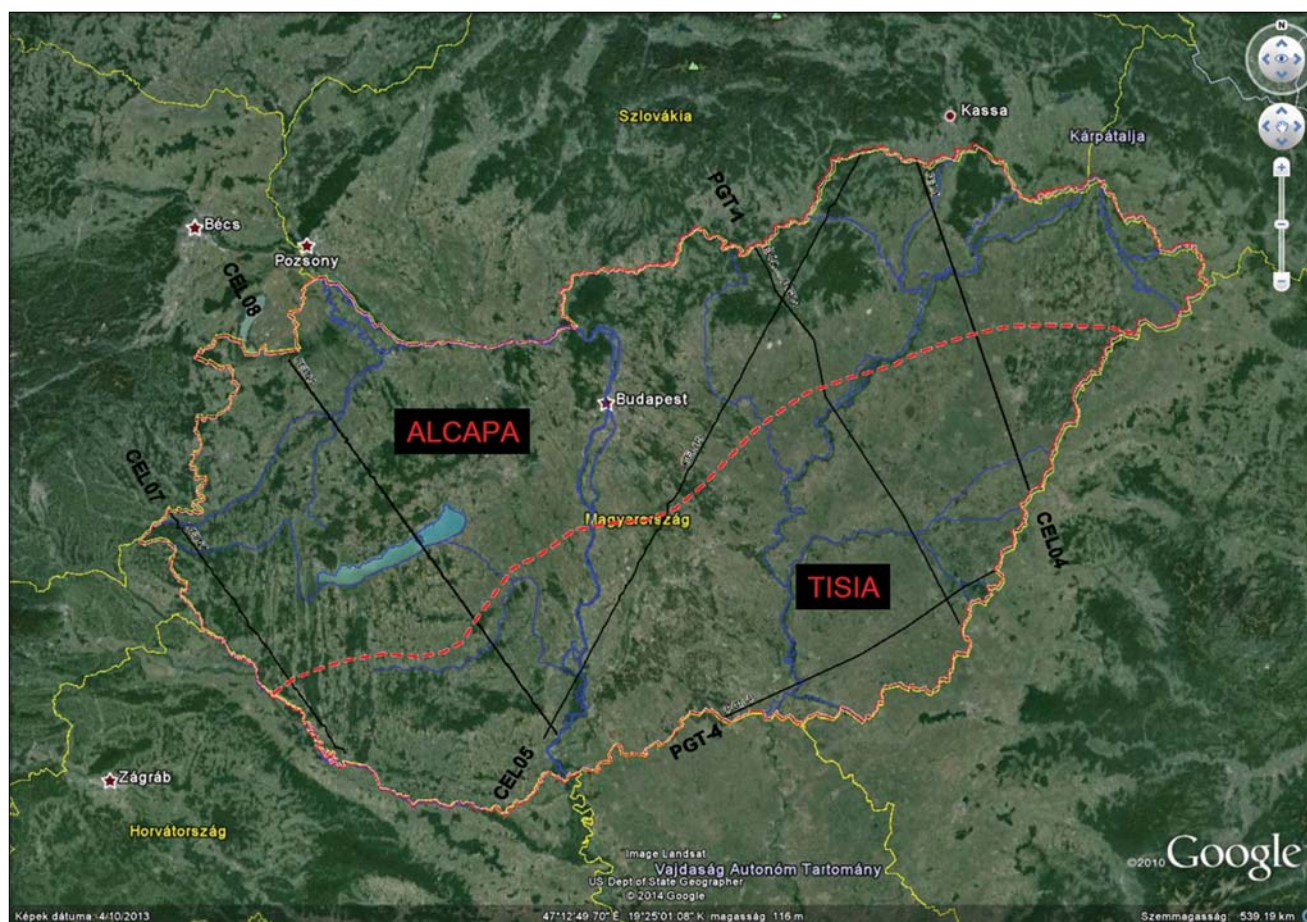 N
Szlovákia
Kassa
Kárpátalja
PGT-1
Bécs
Pozsony
CEL08
ALCAPA
Budapest
CEL07
Magyarország
CEL04
TISIA
PGT-4
CEL05
Zágráb
Horvátország
Image Landsat
Vajdaság Autonóm Tartomány
US Dept of State Geographer
© 2014 Google
©2010 Google
Képek dátuma: 4/10/2013
47°12'49.70" É, 19°25'01.08" K magasság 116 m
Szemmagasság: 539.19 km